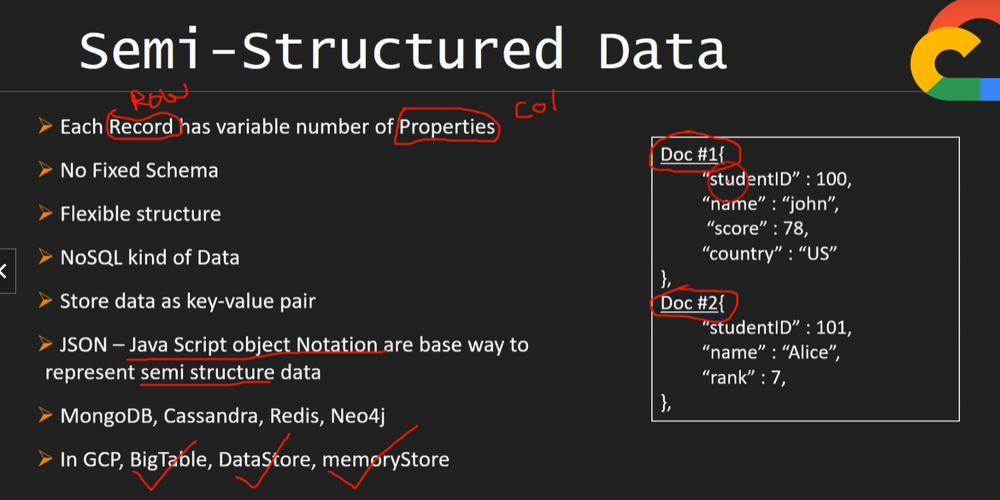 Semi-Structured Data
ROW
col
Each Record has variable number of Properties
No Fixed Schema
Flexible structure
NoSQL kind of Data
Store data as key-value pair
JSON – Java Script object Notation are base way to
represent semi structure data
MongoDB, Cassandra, Redis, Neo4j
In GCP, BigTable, DataStore, memoryStore
Doc #1{
“studentID” : 100,
“name” : “john”,
“score” : 78,
“country” : “US”
},
Doc #2{
“studentID” : 101,
“name” : “Alice”,
“rank” : 7,
},